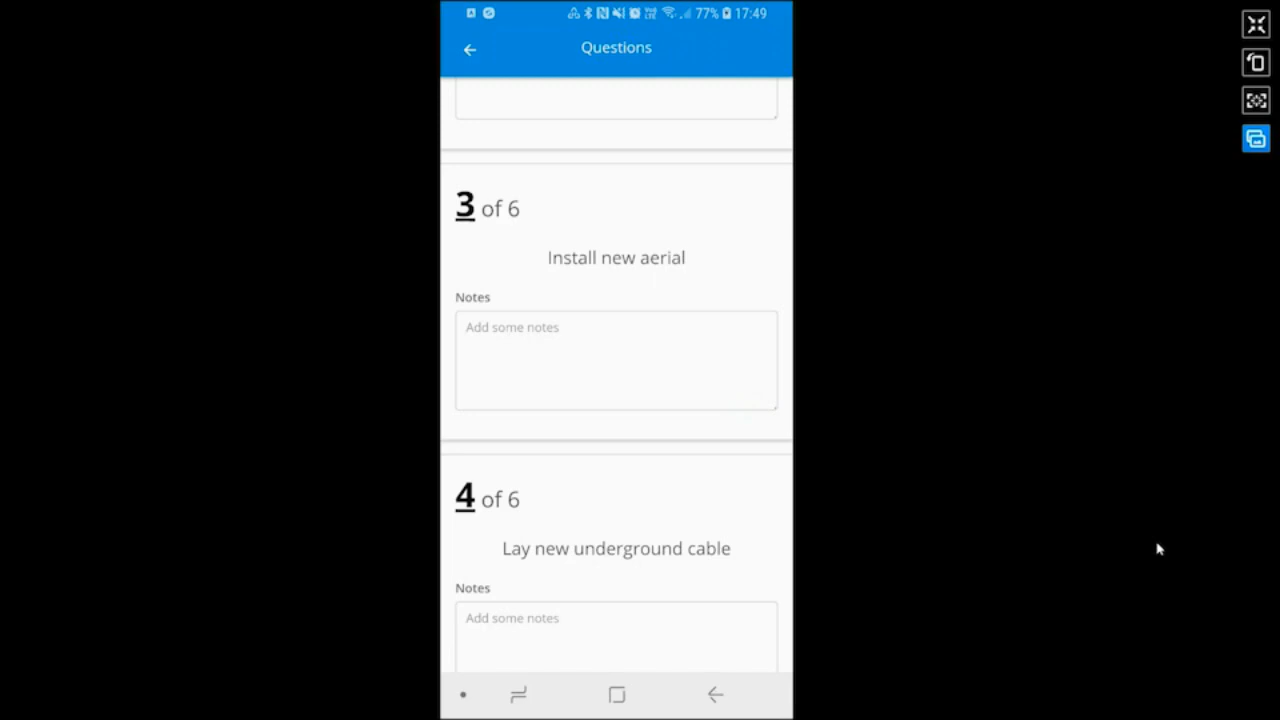 77% 17:49
Questions
3 of 6
Install new aerial
Notes
Add some notes
4 of 6
Lay new underground cable
Notes
Add some notes